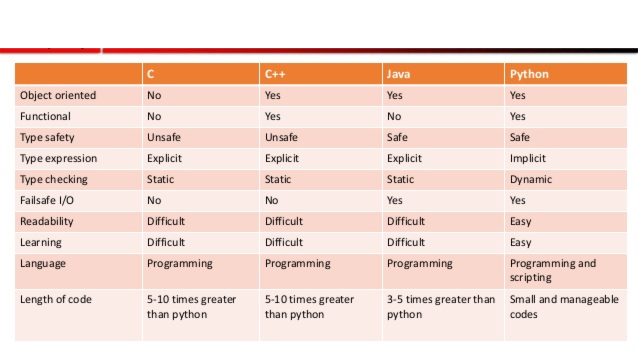 C C++ Java Python
Object oriented No Yes Yes Yes
Functional No Yes No Yes
Type safety Unsafe Unsafe Safe Safe
Type expression Explicit Explicit Explicit Implicit
Type checking Static Static Static Dynamic
Failsafe I/O No No Yes Yes
Readability Difficult Difficult Difficult Easy
Learning Difficult Difficult Difficult Easy
Language Programming Programming Programming Programming and
scripting
Length of code 5-10 times greater 5-10 times greater 3-5 times greater than Small and manageable
than python than python python codes